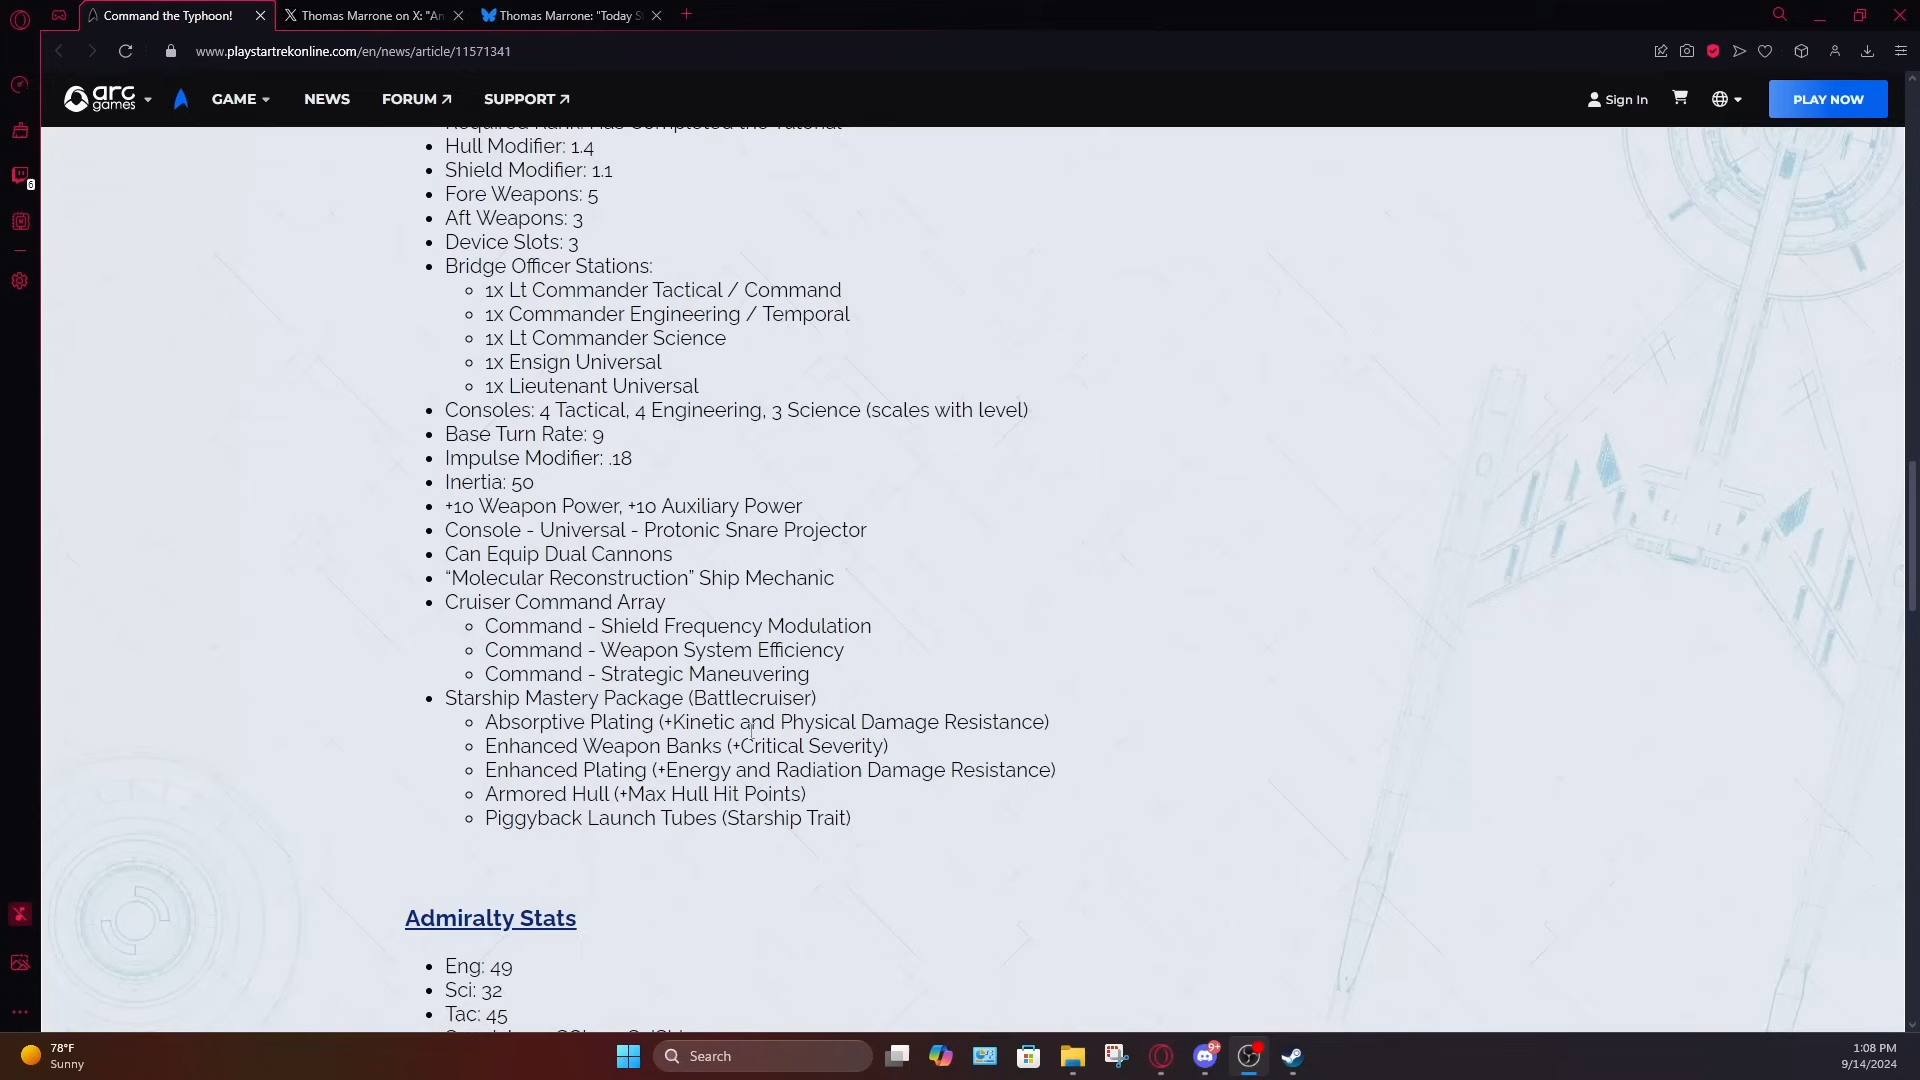 Command the Typhoon!
Thomas Marrone on X: "An
Thomas Marrone: "Today S
www.playstartrekonline.com/en/news/article/11571341
arc games
GAME
NEWS
FORUM
SUPPORT
Sign In
PLAY NOW
6
Required Rank: Has Completed the Tutorial
Hull Modifier: 1.4
Shield Modifier: 1.1
Fore Weapons: 5
Aft Weapons: 3
Device Slots: 3
Bridge Officer Stations:
1x Lt Commander Tactical / Command
1x Commander Engineering / Temporal
1x Lt Commander Science
1x Ensign Universal
1x Lieutenant Universal
Consoles: 4 Tactical, 4 Engineering, 3 Science (scales with level)
Base Turn Rate: 9
Impulse Modifier: .18
Inertia: 50
+10 Weapon Power, +10 Auxiliary Power
Console - Universal - Protonic Snare Projector
Can Equip Dual Cannons
“Molecular Reconstruction” Ship Mechanic
Cruiser Command Array
Command - Shield Frequency Modulation
Command - Weapon System Efficiency
Command - Strategic Maneuvering
Starship Mastery Package (Battlecruiser)
Absorptive Plating (+Kinetic and Physical Damage Resistance)
Enhanced Weapon Banks (+Critical Severity)
Enhanced Plating (+Energy and Radiation Damage Resistance)
Armored Hull (+Max Hull Hit Points)
Piggyback Launch Tubes (Starship Trait)
Admiralty Stats
Eng: 49
Sci: 32
Tac: 45
78°F
Sunny
Search
9+
1:08 PM
9/14/2024